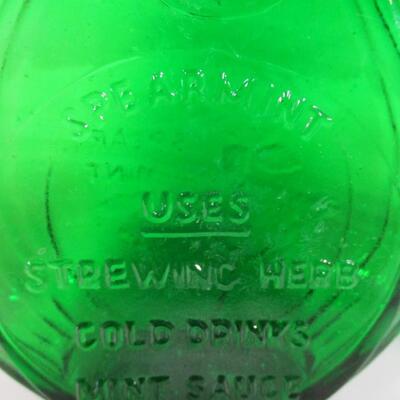 SPEARMINT
USES
STREWING HERB
COLD DRINKS
MINT SAUCE